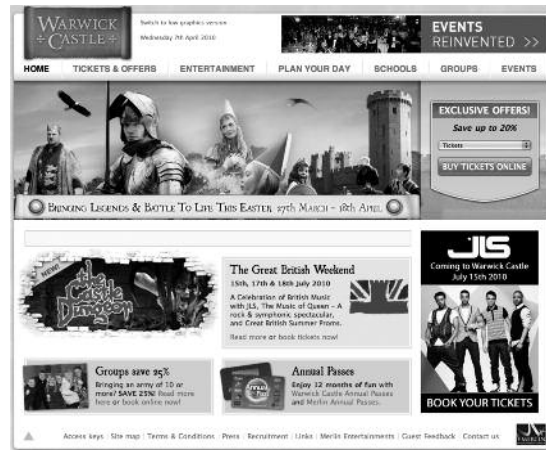 WARWICK
CASTLE
Switch to low graphics version
Wednesday 7th April 2010
EVENTS
REINVENTED >>
HOME TICKETS & OFFERS ENTERTAINMENT PLAN YOUR DAY SCHOOLS GROUPS EVENTS
EXCLUSIVE OFFERS!
Save up to 20%
Tickets
BUY TICKETS ONLINE
BRINGING LEGENDS & BATTLE TO LIFE THIS EASTER 27th MARCH – 18th APRIL
NEW!
the
Castle
Dungeon
The Great British Weekend
15th, 17th & 18th July 2010
A Celebration of British Music
with JLS, The Music of Queen – A
rock & symphonic spectacular,
and Great British Summer Proms.
Read more or book tickets now!
JLS
Coming to Warwick Castle
July 15th 2010
BOOK YOUR TICKETS
Groups save 25%
Bringing an army of 10 or
more? SAVE 25%! Read more
here or book online now!
Annual
Pass
Annual Passes
Enjoy 12 months of fun with
Warwick Castle Annual Passes
and Merlin Annual Passes.
Access keys | Site map | Terms & Conditions | Press | Recruitment | Links | Merlin Entertainments | Guest Feedback | Contact us
MERLIN